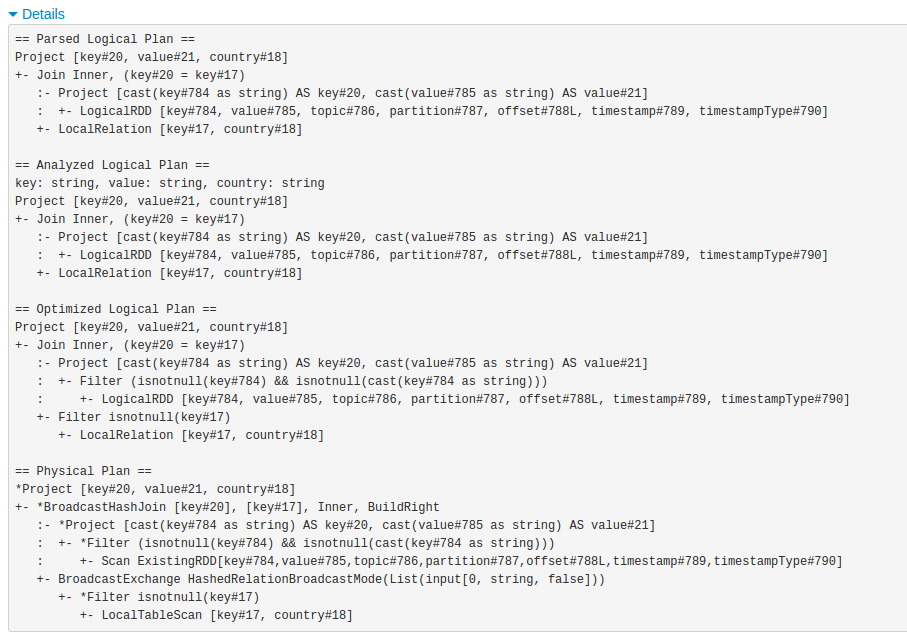 Details
== Parsed Logical Plan ==
Project [key#20, value#21, country#18]
+- Join Inner, (key#20 = key#17)
   :- Project [cast(key#784 as string) AS key#20, cast(value#785 as string) AS value#21]
   :  +- LogicalRDD [key#784, value#785, topic#786, partition#787, offset#788L, timestamp#789, timestampType#790]
   +- LocalRelation [key#17, country#18]

== Analyzed Logical Plan ==
key: string, value: string, country: string
Project [key#20, value#21, country#18]
+- Join Inner, (key#20 = key#17)
   :- Project [cast(key#784 as string) AS key#20, cast(value#785 as string) AS value#21]
   :  +- LogicalRDD [key#784, value#785, topic#786, partition#787, offset#788L, timestamp#789, timestampType#790]
   +- LocalRelation [key#17, country#18]

== Optimized Logical Plan ==
Project [key#20, value#21, country#18]
+- Join Inner, (key#20 = key#17)
   :- Project [cast(key#784 as string) AS key#20, cast(value#785 as string) AS value#21]
   :  +- Filter (isnotnull(key#784) && isnotnull(cast(key#784 as string)))
   :     +- LogicalRDD [key#784, value#785, topic#786, partition#787, offset#788L, timestamp#789, timestampType#790]
   +- Filter isnotnull(key#17)
      +- LocalRelation [key#17, country#18]

== Physical Plan ==
*Project [key#20, value#21, country#18]
+- *BroadcastHashJoin [key#20], [key#17], Inner, BuildRight
   :- *Project [cast(key#784 as string) AS key#20, cast(value#785 as string) AS value#21]
   :  +- *Filter (isnotnull(key#784) && isnotnull(cast(key#784 as string)))
   :     +- Scan ExistingRDD[key#784,value#785,topic#786,partition#787,offset#788L,timestamp#789,timestampType#790]
   +- BroadcastExchange HashedRelationBroadcastMode(List(input[0, string, false]))
      +- *Filter isnotnull(key#17)
         +- LocalTableScan [key#17, country#18]